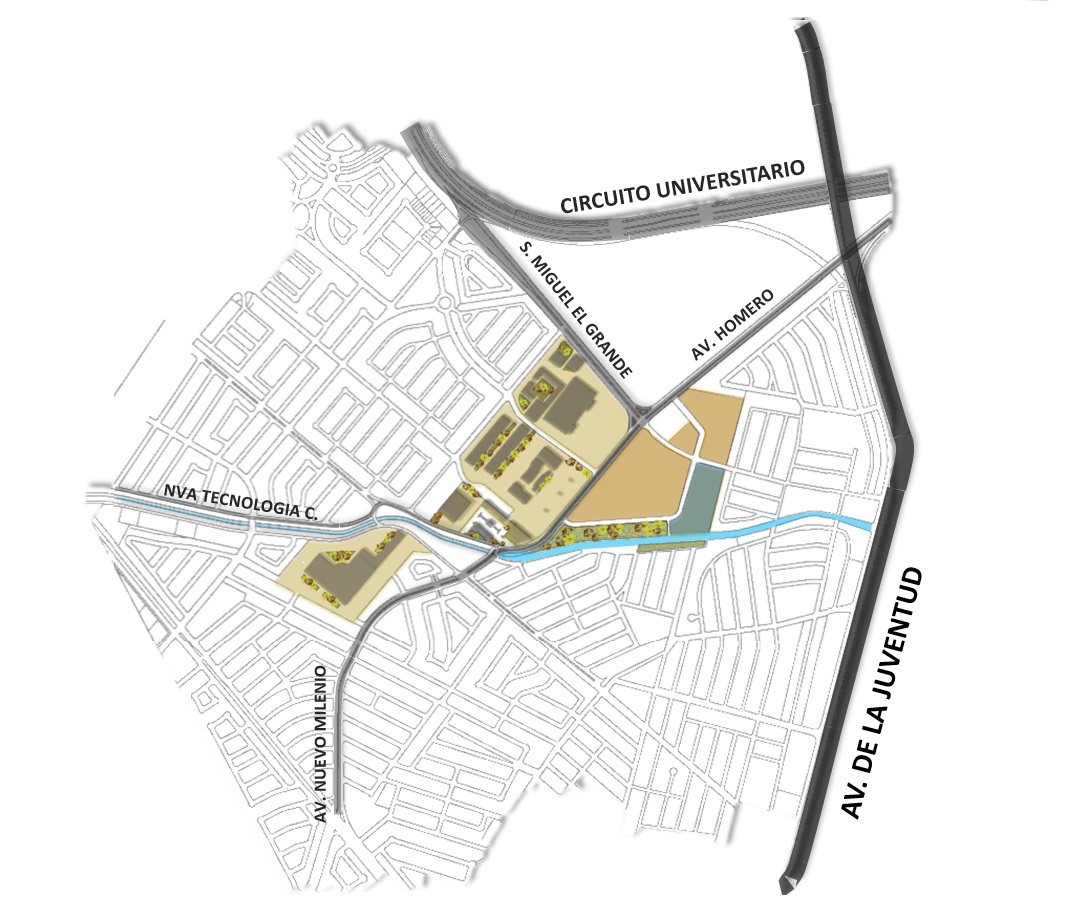 CIRCUITO UNIVERSITARIO
S. MIGUEL EL GRANDE
AV. HOMERO
NVA TECNOLOGIA C.
AV. NUEVO MILENIO
AV. DE LA JUVENTUD